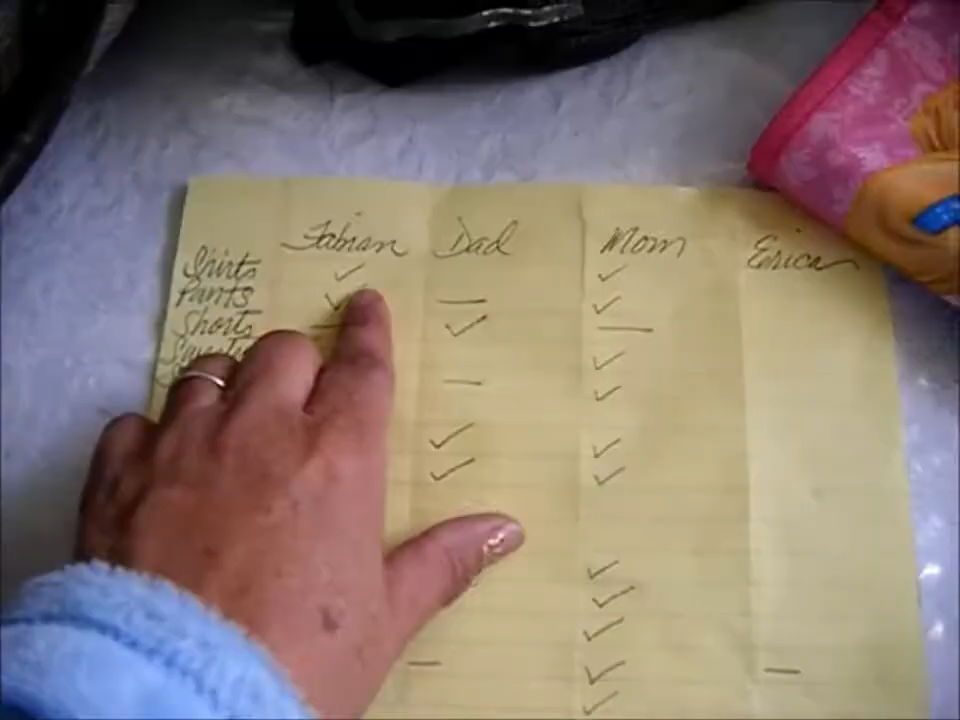 Fabian Dad Mom Erica
Shirts ✓ ✓
Pants ✓ — ✓
Shorts — ✓ —